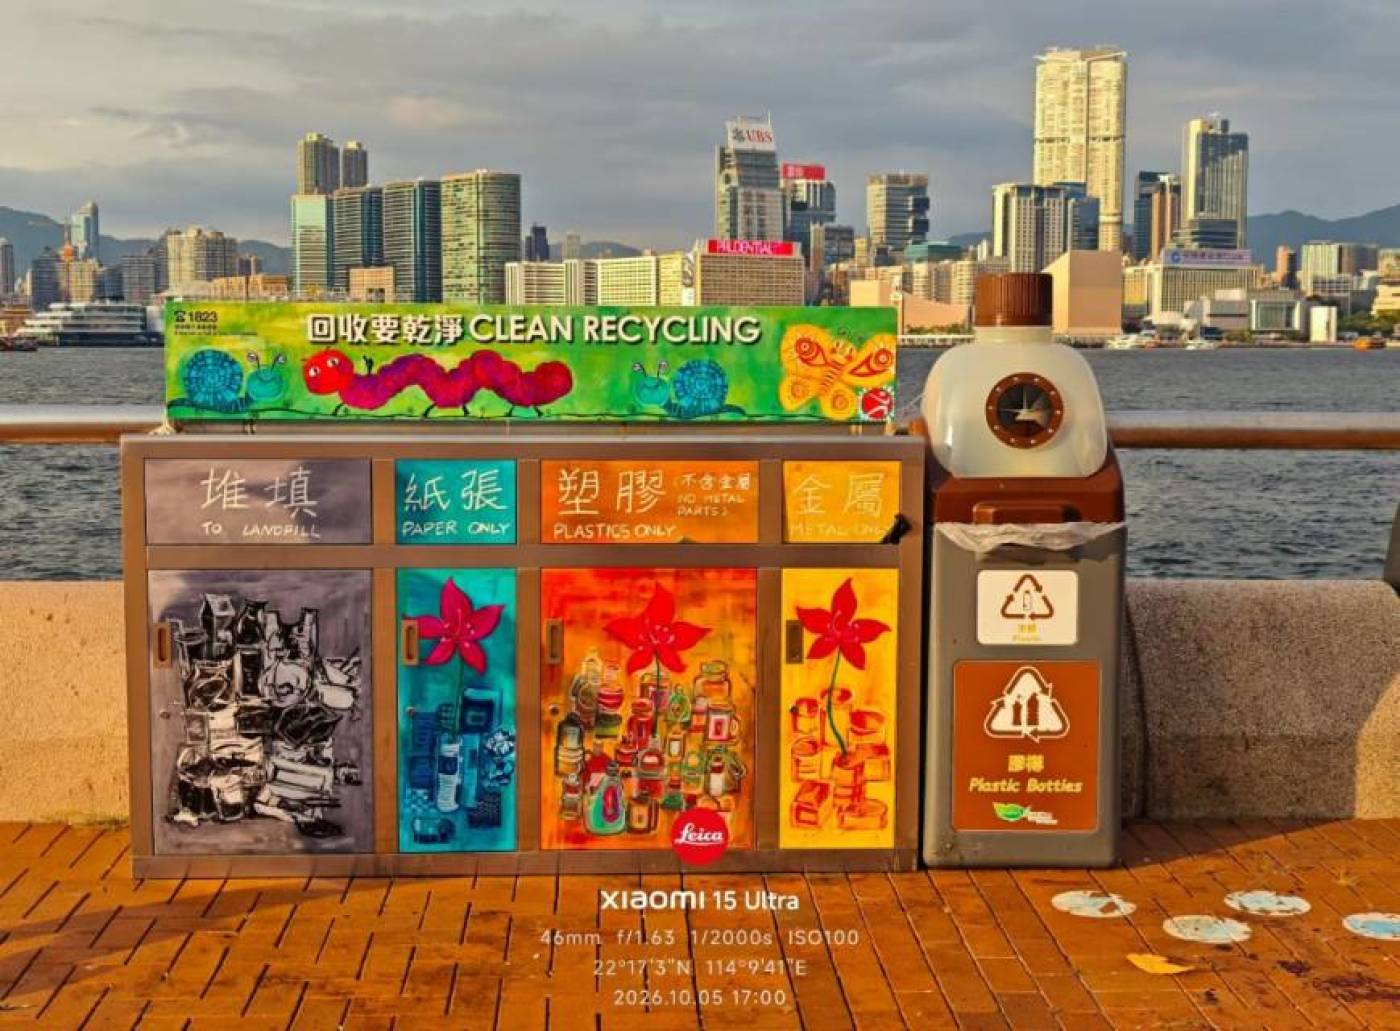 UBS
PRUDENTIAL
☎1823
回收要乾淨 CLEAN RECYCLING
堆填
TO LANDFILL
紙張
PAPER ONLY
塑膠 (不含金屬
NO METAL
PARTS)
PLASTICS ONLY
金屬
METAL ONLY
Plastic Bottles
Leica
XIAOMI 15 Ultra
46mm f/1.63 1/2000s ISO100
22°17'3"N 114°9'41"E
2026.10.05 17:00